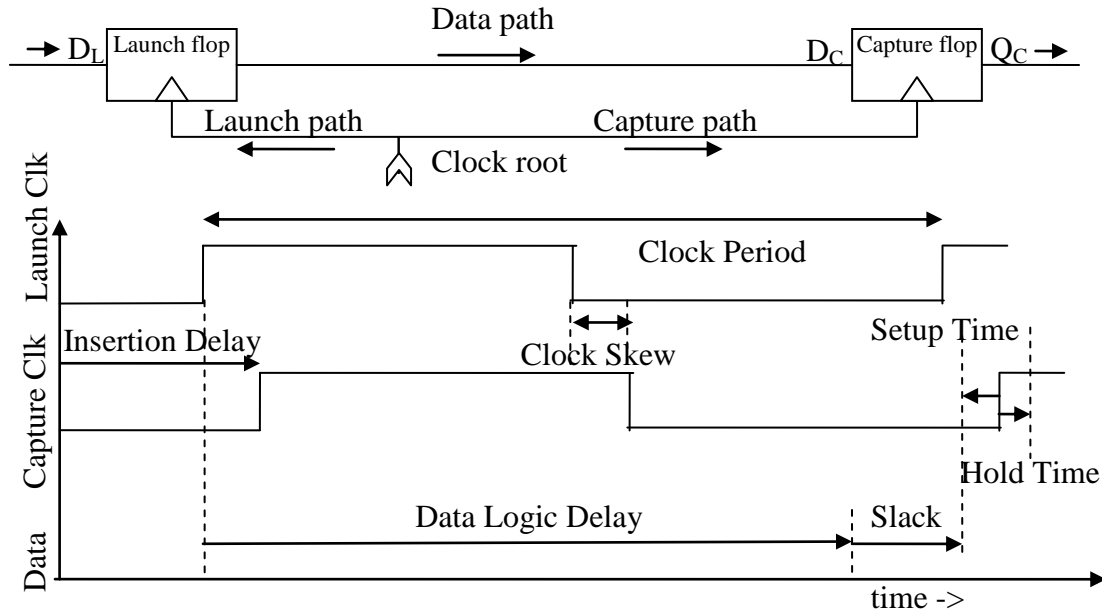 Data path
D_L
Launch flop
D_C
Capture flop
Q_C
Launch path
Capture path
Clock root
Launch Clk
Clock Period
Insertion Delay
Clock Skew
Setup Time
Capture Clk
Hold Time
Data Logic Delay
Slack
Data
time ->